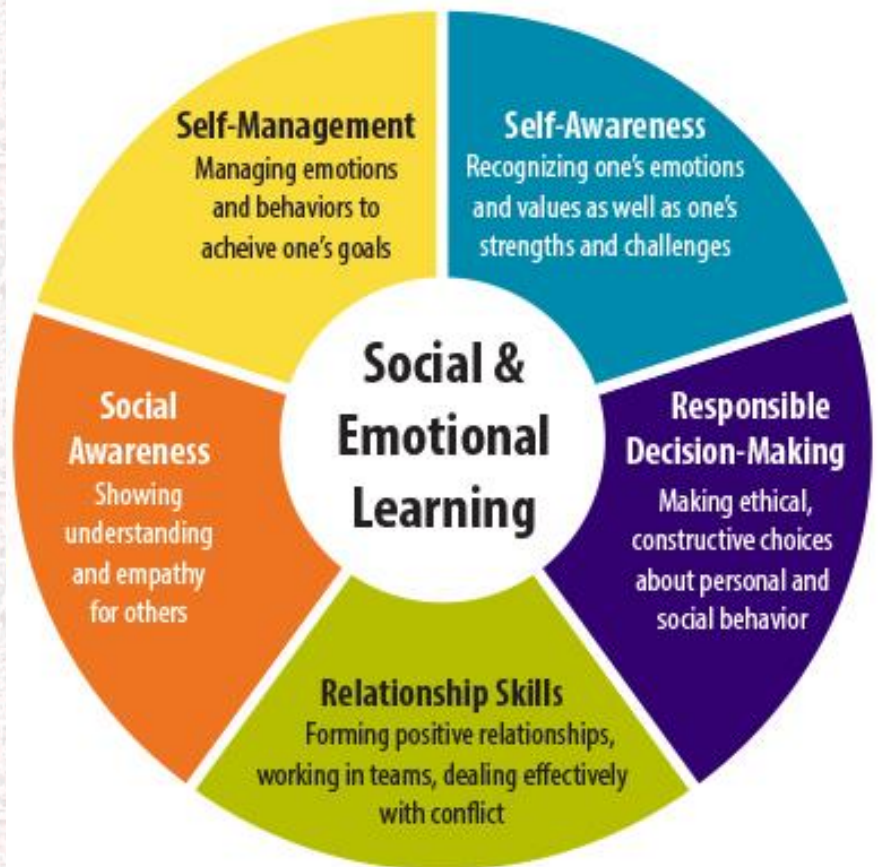 Self-Management
Managing emotions
and behaviors to
acheive one's goals
Self-Awareness
Recognizing one's emotions
and values as well as one's
strengths and challenges
Social &
Emotional
Learning
Social
Awareness
Showing
understanding
and empathy
for others
Responsible
Decision-Making
Making ethical,
constructive choices
about personal and
social behavior
Relationship Skills
Forming positive relationships,
working in teams, dealing effectively
with conflict